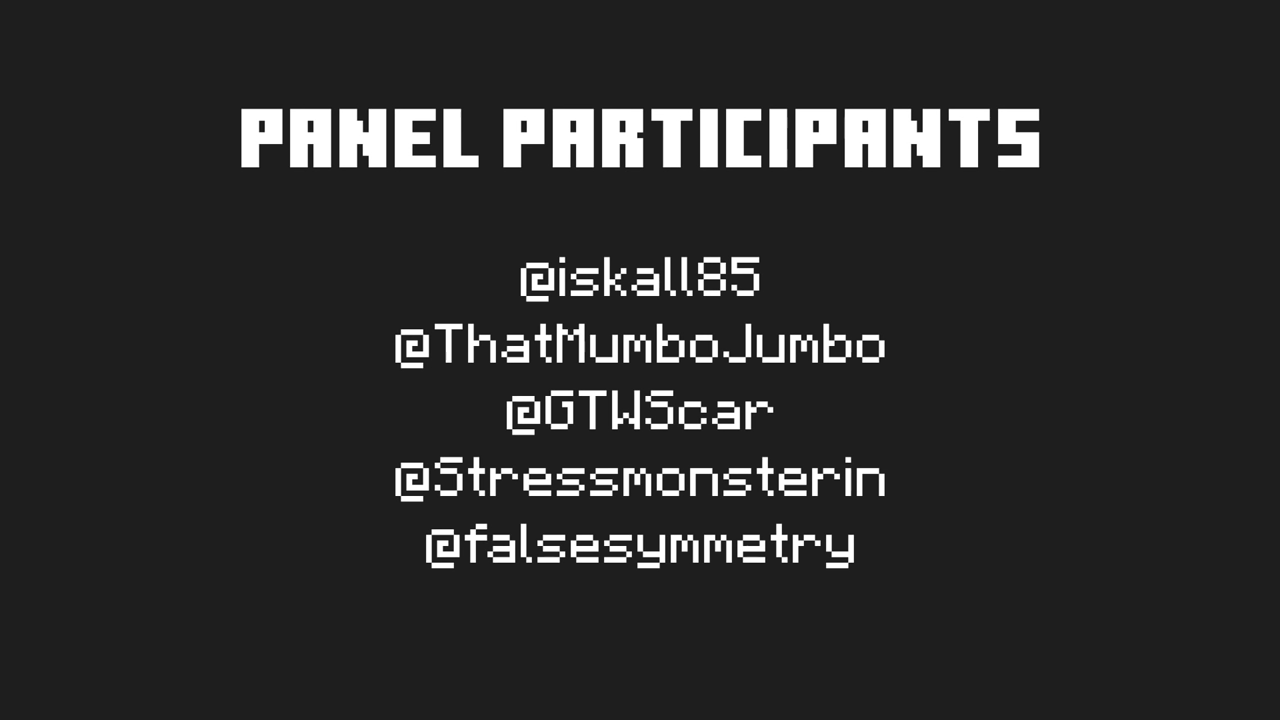 PANEL PARTICIPANTS
@iskall85
@ThatMumboJumbo
@GTWScar
@Stressmonsterin
@falsesymmetry